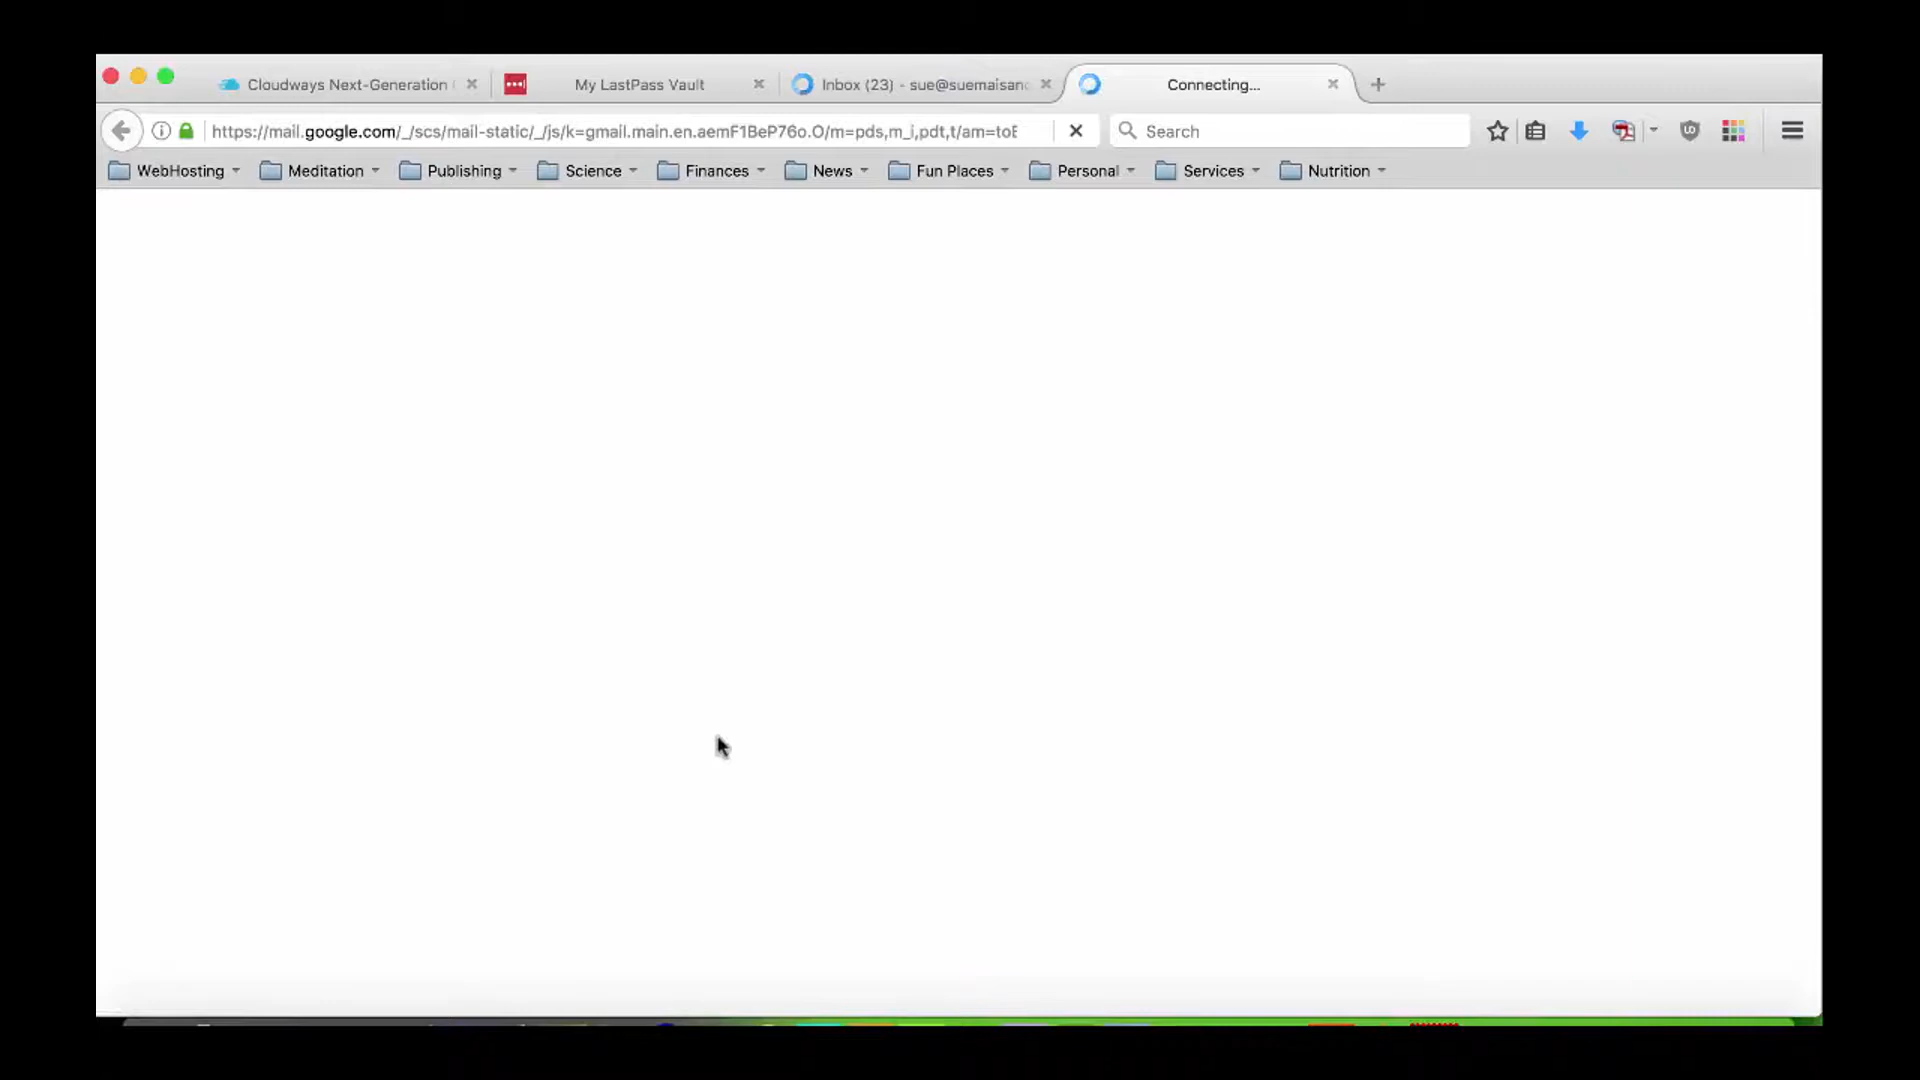 Cloudways Next-Generation
My LastPass Vault
Inbox (23) - sue@suemaisano
Connecting...
https://mail.google.com/_/scs/mail-static/_/js/k=gmail.main.en.aemF1BeP76o.O/m=pds,m_i,pdt,t/am=toE
Search
WebHosting
Meditation
Publishing
Science
Finances
News
Fun Places
Personal
Services
Nutrition